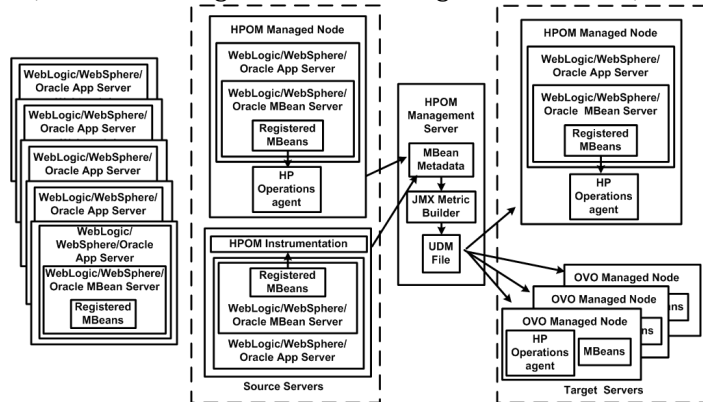 WebLogic/WebSphere/
Oracle App Server
WebLogic/WebSphere/
Oracle App Server
WebLogic/WebSphere/
Oracle App Server
WebLogic/WebSphere/
Oracle App Server
WebLogic/
WebSphere/Oracle
App Server
WebLogic/WebSphere/
Oracle MBean Server
Registered
MBeans
HPOM Managed Node
WebLogic/WebSphere/
Oracle App Server
WebLogic/WebSphere/
Oracle MBean Server
Registered
MBeans
HP
Operations
agent
HPOM Instrumentation
Registered
MBeans
WebLogic/WebSphere/
Oracle MBean Server
WebLogic/WebSphere/
Oracle App Server
Source Servers
HPOM
Management
Server
MBean
Metadata
JMX Metric
Builder
UDM
File
HPOM Managed Node
WebLogic/WebSphere/
Oracle App Server
WebLogic/WebSphere/
Oracle MBean Server
Registered
MBeans
HP
Operations
agent
OVO Managed Node
OVO Managed Node
OVO Managed Node
HP
Operations
agent
MBeans
Target Servers